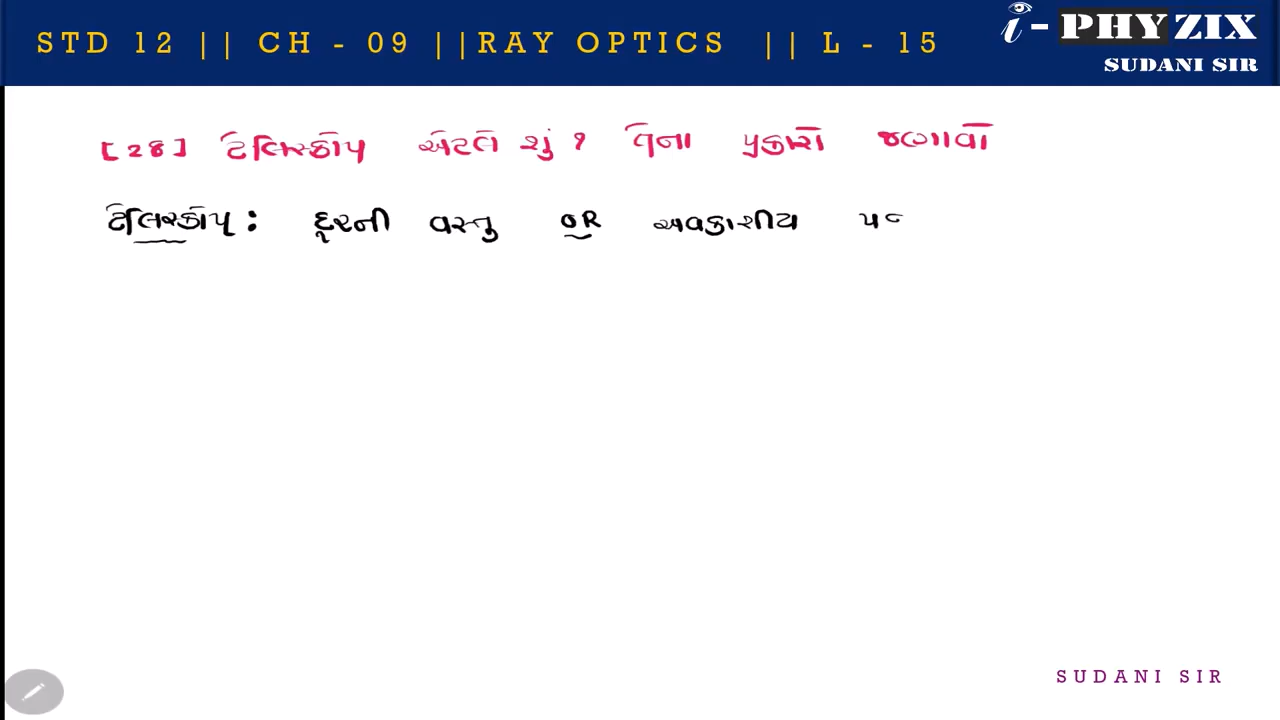 STD 12 || CH - 09 ||RAY OPTICS || L - 15
i-PHYZIX
SUDANI SIR
[28] ટેલિસ્કોપ એટલે શું? તેના પ્રકારો જણાવો
ટેલિસ્કોપ : દૂરની વસ્તુ OR અવકાશીય
SUDANI SIR